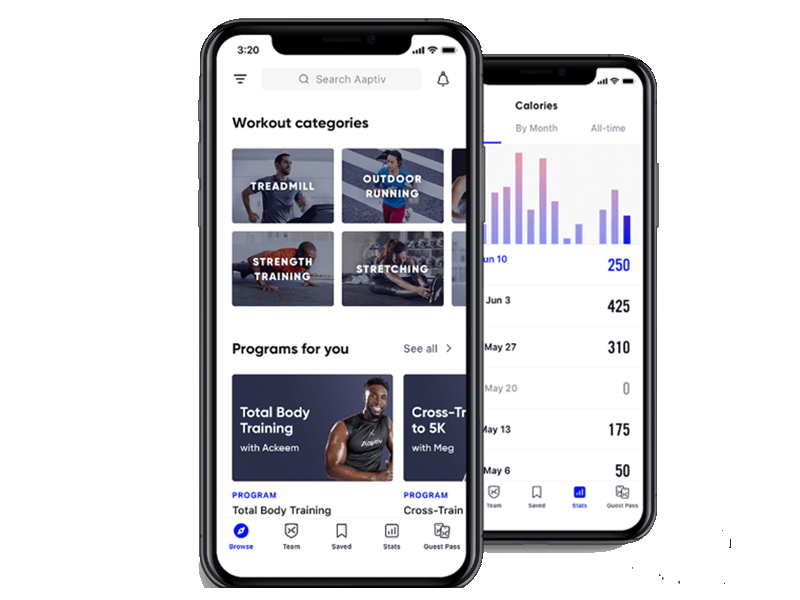 3:20
Search Aaptiv
Workout categories
TREADMILL
OUTDOOR
RUNNING
STRENGTH
TRAINING
STRETCHING
Programs for you
See all
Total Body
Training
with Ackeem
Aaptiv
Cross-Tr
to 5K
with Meg
PROGRAM
Total Body Training
PROGRAM
Cross-Train
Browse
Team
Saved
Stats
Guest Pass
Calories
By Month
All-time
un 10
250
Jun 3
425
May 27
310
May 20
0
May 13
175
May 6
50
Team
Saved
Stats
Guest Pass